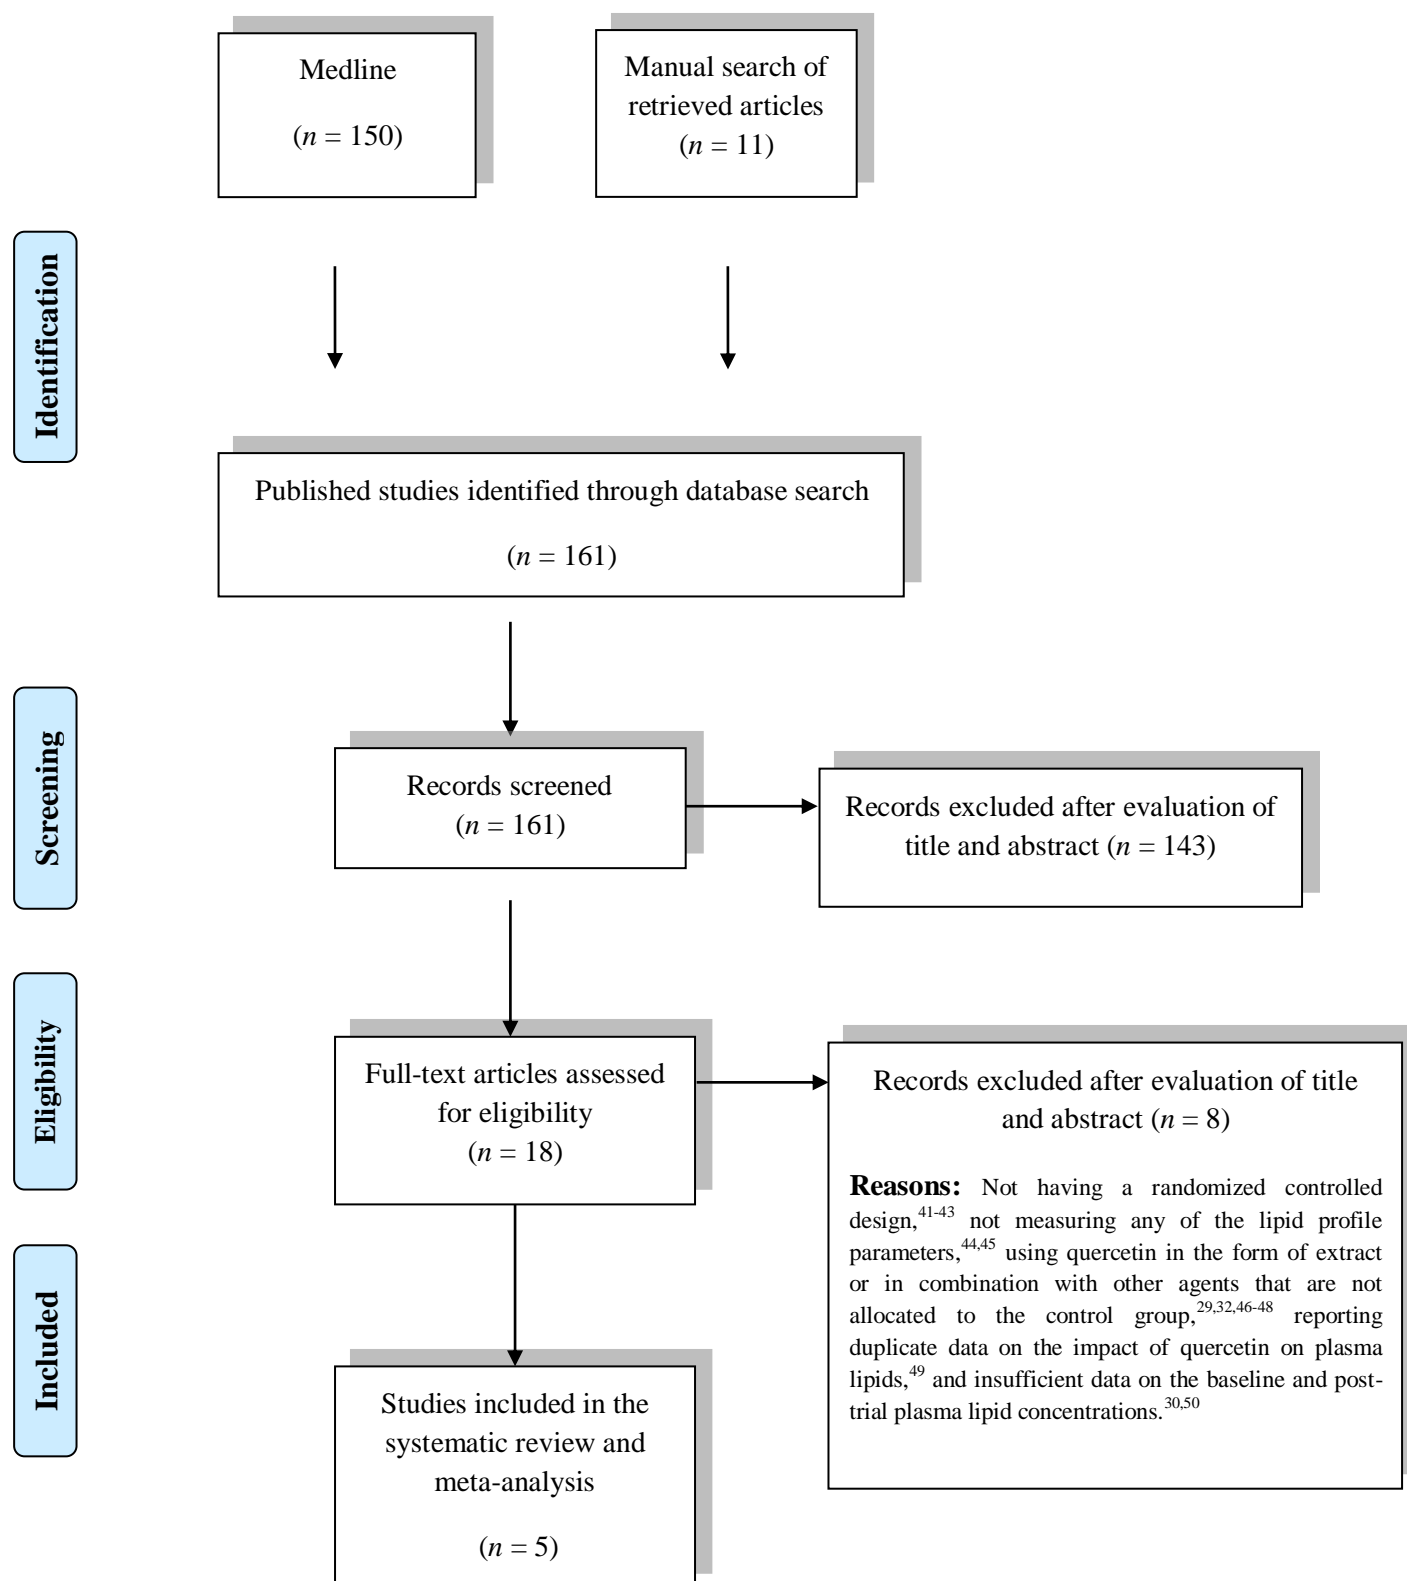 Medline
(n = 150)
Manual search of
retrieved articles
(n = 11)
Identification
Published studies identified through database search
(n = 161)
Screening
Records screened
(n = 161)
Records excluded after evaluation of
title and abstract (n = 143)
Eligibility
Full-text articles assessed
for eligibility
(n = 18)
Records excluded after evaluation of title
and abstract (n = 8)
Reasons: Not having a randomized controlled
design,41-43 not measuring any of the lipid profile
parameters,44,45 using quercetin in the form of extract
or in combination with other agents that are not
allocated to the control group,29,32,46-48 reporting
duplicate data on the impact of quercetin on plasma
lipids,49 and insufficient data on the baseline and post-
trial plasma lipid concentrations.30,50
Included
Studies included in the
systematic review and
meta-analysis
(n = 5)